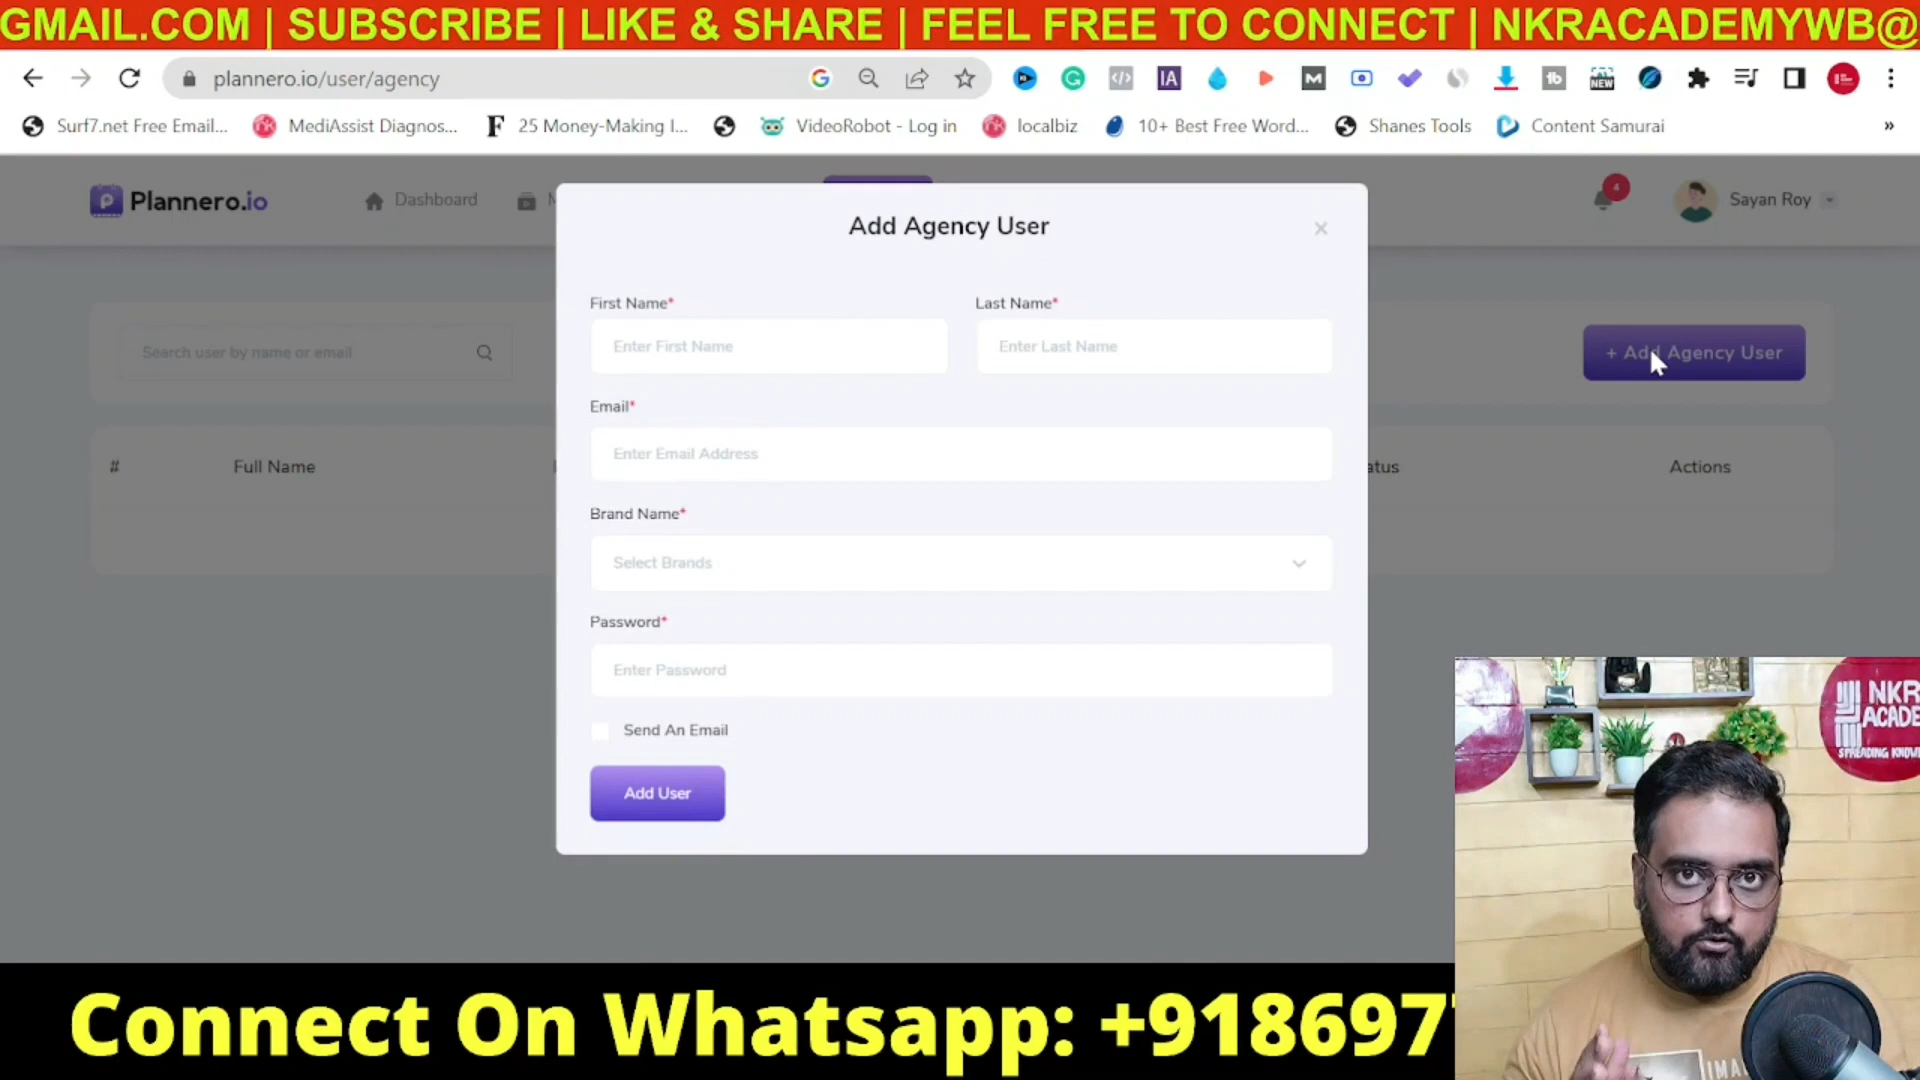 GMAIL.COM | SUBSCRIBE | LIKE & SHARE | FEEL FREE TO CONNECT | NKRACADEMYWB@
plannero.io/user/agency
Surf7.net Free Email... MediAssist Diagnos... 25 Money-Making I... VideoRobot - Log in localbiz 10+ Best Free Word... Shanes Tools Content Samurai »
Plannero.io Dashboard M 4 Sayan Roy
Add Agency User ×
First Name* Last Name*
Enter First Name Enter Last Name
Search user by name or email + Add Agency User
Email*
Enter Email Address
# Full Name atus Actions
Brand Name*
Select Brands
Password*
Enter Password
Send An Email
Add User
NKR
ACADE
SPREADING KNOW
Connect On Whatsapp: +918697
IMA